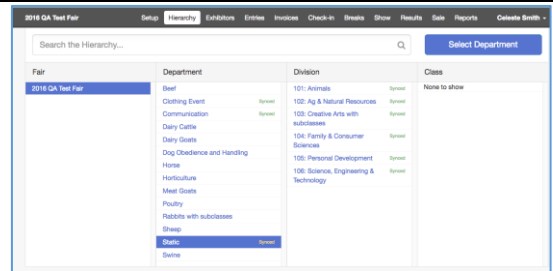 2016 QA Test Fair Setup Hierarchy Exhibitors Entries Invoices Check-in Breaks Show Results Sale Reports Celeste Smith
Search the Hierarchy... Select Department
Fair Department Division Class
2016 QA Test Fair Beef 101: Animals Synced None to show
Clothing Event Synced 102: Ag & Natural Resources Synced
Communication Synced 103: Creative Arts with Synced
subclasses
Dairy Cattle
Dairy Goats 104: Family & Consumer Synced
Sciences
Dog Obedience and Handling
105: Personal Development Synced
Horse
106: Science, Engineering & Synced
Technology
Horticulture
Meat Goats
Poultry
Rabbits with subclasses
Sheep
Static Synced
Swine